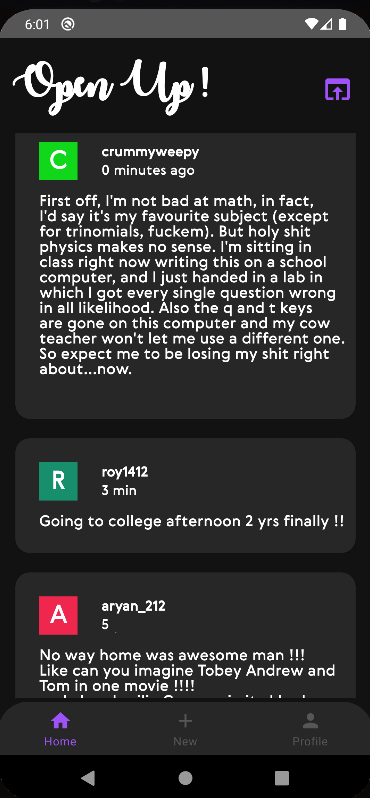 6:01
Open Up!
C
crummyweepy
0 minutes ago
First off, I'm not bad at math, in fact,
I'd say it's my favourite subject (except
for trinomials, fuckem). But holy shit
physics makes no sense. I'm sitting in
class right now writing this on a school
computer, and I just handed in a lab in
which I got every single question wrong
in all likelihood. Also the q and t keys
are gone on this computer and my cow
teacher won't let me use a different one.
So expect me to be losing my shit right
about...now.
R
roy1412
3 min
Going to college afternoon 2 yrs finally !!
A
aryan_212
5
No way home was awesome man !!!
Like can you imagine Tobey Andrew and
Tom in one movie !!!!
Home
New
Profile